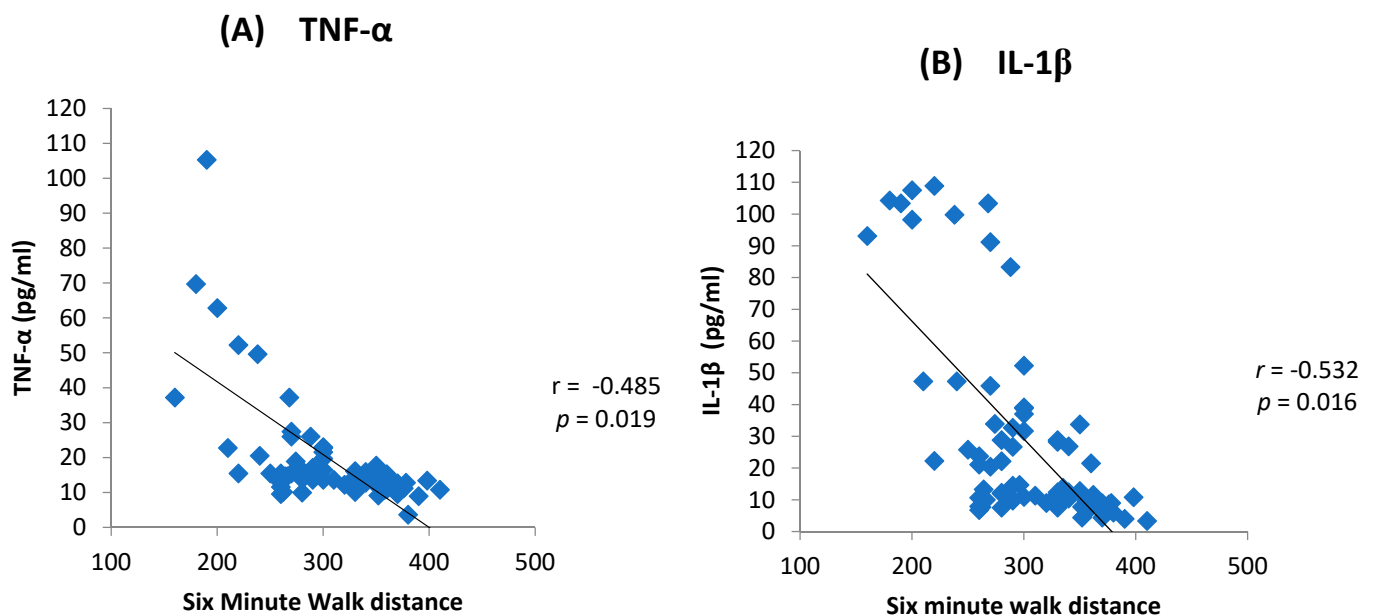 (A) TNF-α
120
110
100
90
80
70
60
50
40
30
20
10
0
TNF-α (pg/ml)
100 200 300 400 500
Six Minute Walk distance
r = -0.485
p = 0.019
(B) IL-1β
120
110
100
90
80
70
60
50
40
30
20
10
0
IL-1β (pg/ml)
100 200 300 400 500
Six minute walk distance
r = -0.532
p = 0.016